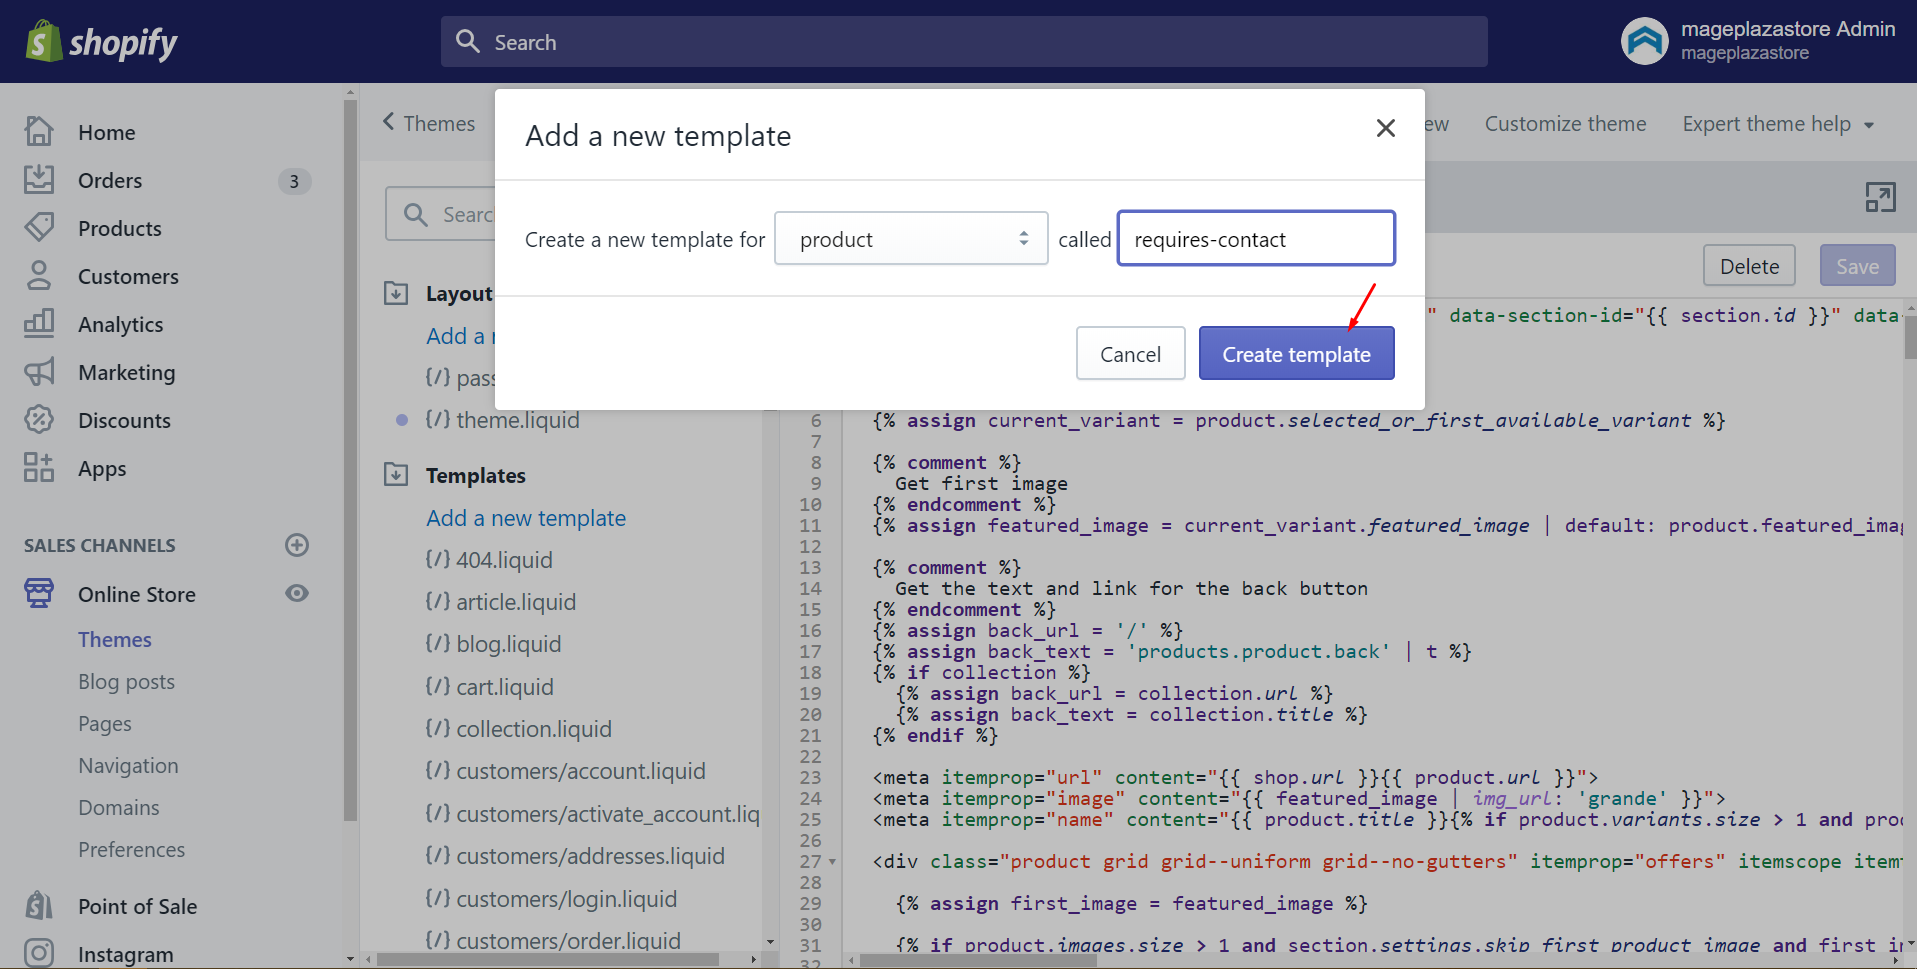 shopify
Search
mageplazastore Admin
mageplazastore
Home
Orders
3
Products
Customers
Analytics
Marketing
Discounts
Apps
SALES CHANNELS
Online Store
Themes
Blog posts
Pages
Navigation
Domains
Preferences
Point of Sale
Instagram
Themes
Customize theme
Expert theme help
Add a new template
Create a new template for product called requires-contact
Cancel
Create template
Delete
Save
Layout
Add a
{/} theme.liquid
Templates
Add a new template
{/} 404.liquid
{/} article.liquid
{/} blog.liquid
{/} cart.liquid
{/} collection.liquid
{/} customers/account.liquid
{/} customers/activate_account.liq
{/} customers/addresses.liquid
{/} customers/login.liquid
{/} customers/order.liquid
" data-section-id="{{ section.id }}" data-
6 {% assign current_variant = product.selected_or_first_available_variant %}
7
8 {% comment %}
9 Get first image
10 {% endcomment %}
11 {% assign featured_image = current_variant.featured_image | default: product.featured_imag
12
13 {% comment %}
14 Get the text and link for the back button
15 {% endcomment %}
16 {% assign back_url = '/' %}
17 {% assign back_text = 'products.product.back' | t %}
18 {% if collection %}
19 {% assign back_url = collection.url %}
20 {% assign back_text = collection.title %}
21 {% endif %}
22
23 <meta itemprop="url" content="{{ shop.url }}{{ product.url }}">
24 <meta itemprop="image" content="{{ featured_image | img_url: 'grande' }}">
25 <meta itemprop="name" content="{{ product.title }}{% if product.variants.size > 1 and prod
26
27 <div class="product grid grid--uniform grid--no-gutters" itemprop="offers" itemscope item
28
29 {% assign first_image = featured_image %}
30
31 {% if product.images.size > 1 and section.settings.skip_first_product_image and first_i
32